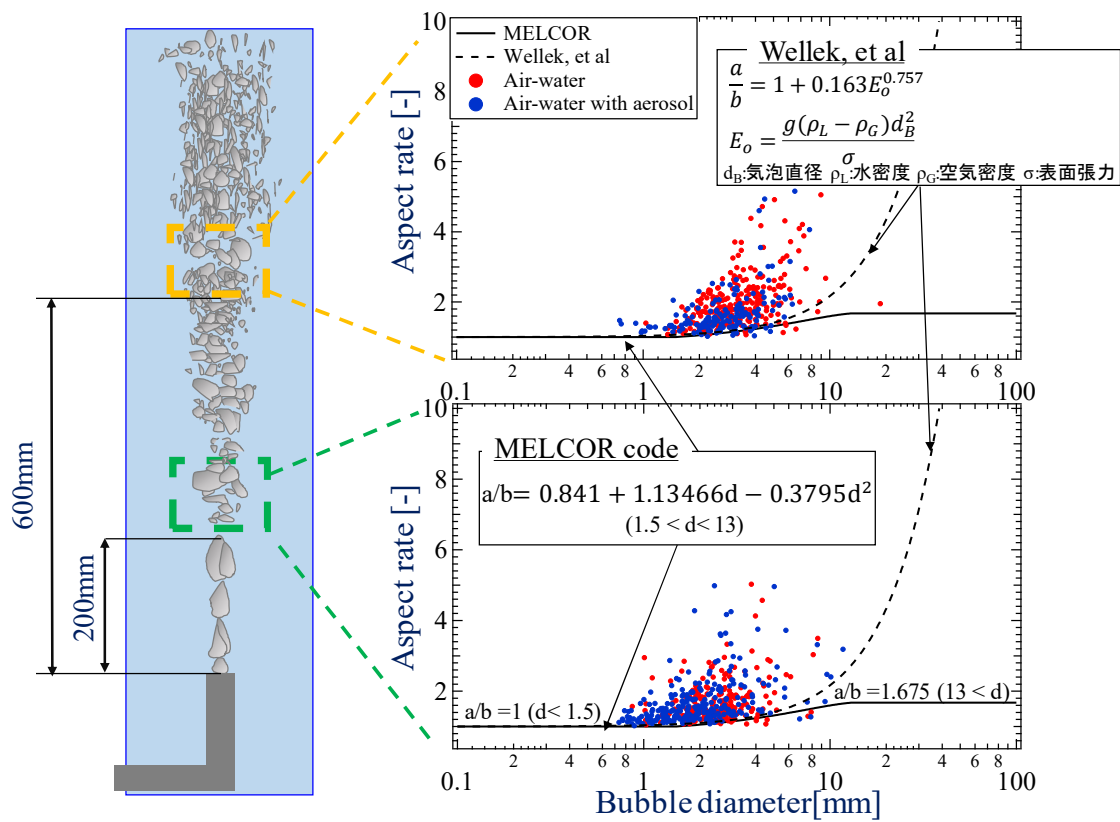 600mm
200mm
10
8
6
4
2
Aspect rate [-]
MELCOR
Wellek, et al
Air-water
Air-water with aerosol
Wellek, et al
a/b = 1 + 0.163E_o^0.757
E_o = g(ρ_L − ρ_G)d_B^2/σ
d_B:気泡直径 ρ_L:水密度 ρ_G:空気密度 σ:表面張力
0.1 2 4 6 8 1 2 4 6 8 10 2 4 6 8 100
10
8
6
4
2
Aspect rate [-]
MELCOR code
a/b= 0.841 + 1.13466d − 0.3795d²
(1.5 < d< 13)
a/b =1 (d< 1.5)
a/b =1.675 (13 < d)
0.1 2 4 6 8 1 2 4 6 8 10 2 4 6 8 100
Bubble diameter[mm]